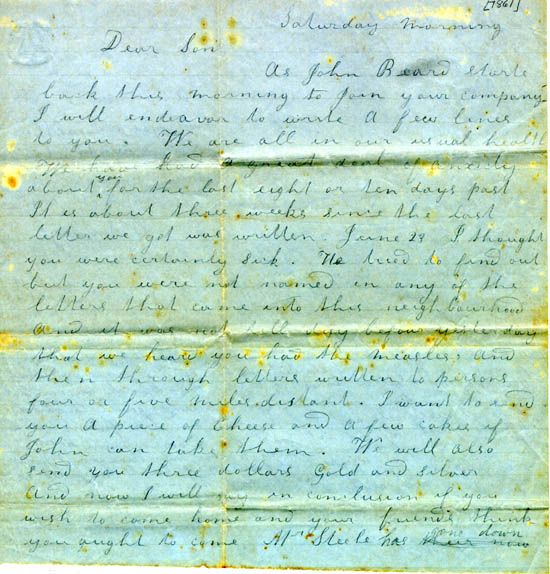 [1861]
Saturday morning
Dear Son
As John Beard starts
back this morning to join your company
I will endeavor to write A few lines
to you. We are all in our usual health
We have had a great deal of anxiety
about you for the last eight or ten days past
It is about three weeks since the last
letter we got was written. June 29 I thought
you were certainly sick. We tried to find out
but you were not named in any of the
letters that came into this neighbourhood
And it was not till day before yesterday
that we heard you had the measles and
then through letters written to persons
four or five miles distant. I want to send
you A piece of Cheese and A few cakes if
John can take them. We will also
send you three dollars Gold and silver
And now I will say in conclusion if you
wish to come home and your friends think
you ought to come Steele has gone down